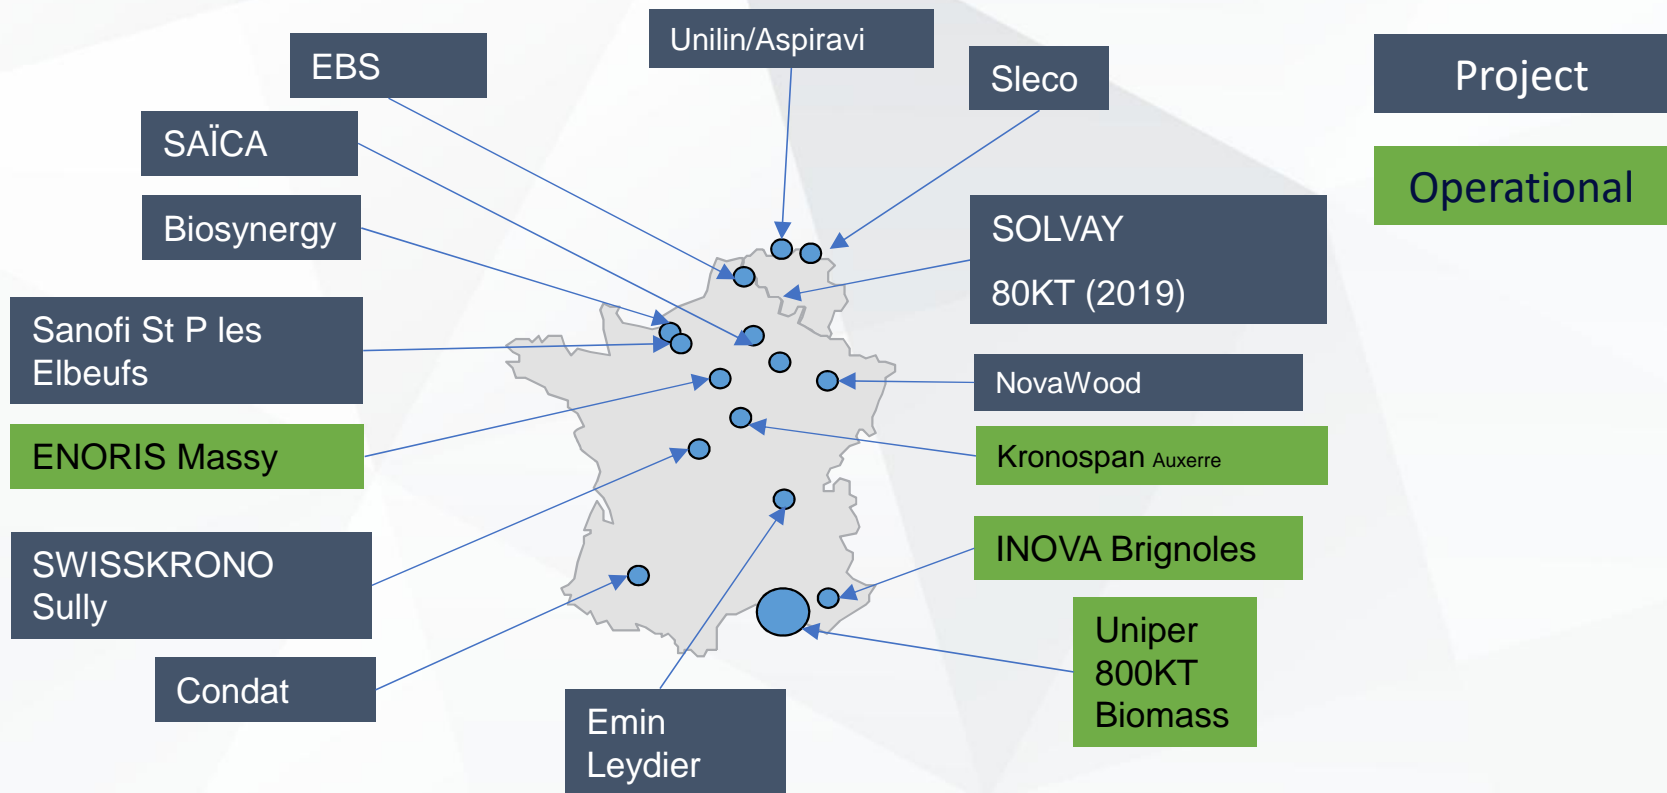 Unilin/Aspiravi
EBS
Sleco
Project
SAÏCA
Operational
Biosynergy
SOLVAY
80KT (2019)
Sanofi St P les
Elbeufs
NovaWood
ENORIS Massy
Kronospan Auxerre
INOVA Brignoles
SWISSKRONO
Sully
Uniper
800KT
Biomass
Condat
Emin
Leydier